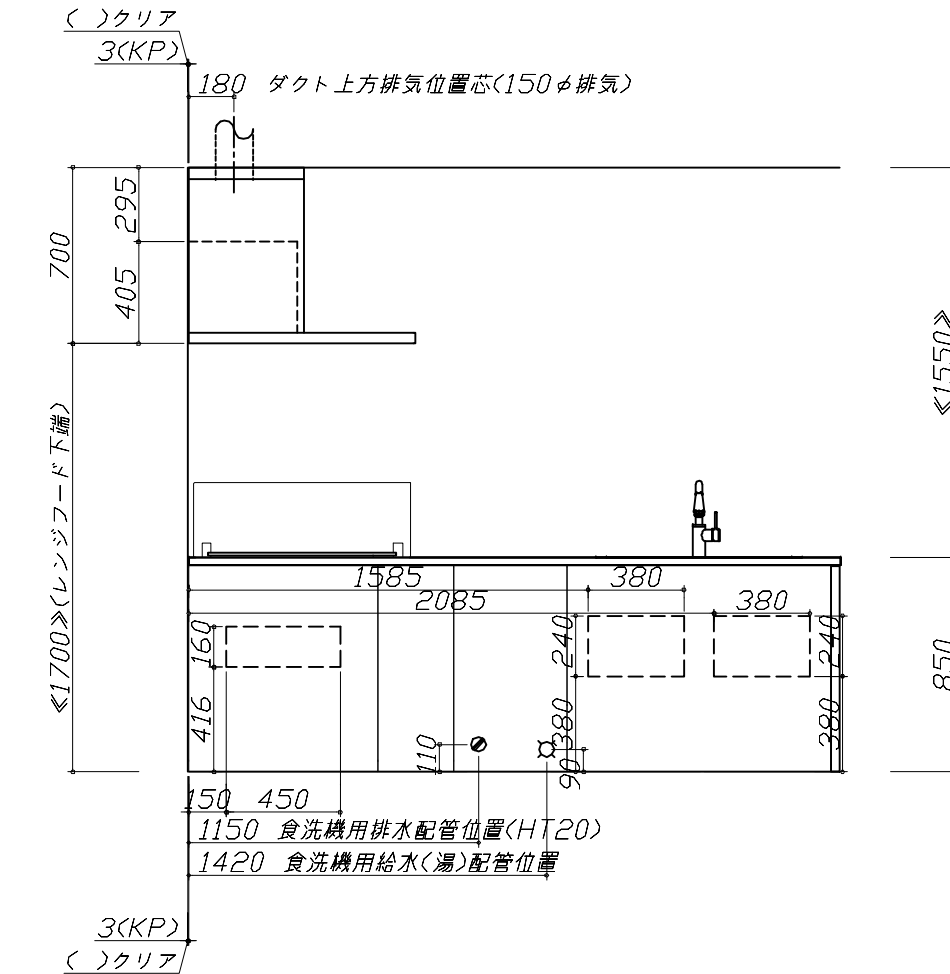 ( )クリア
3(KP)
180 ダクト上方排気位置芯(150φ排気)
295
700
405
≪1550≫
≪1700≫(レンジフード下端)
1585
380
2085
380
160
240
240
850
416
380
380
110
90
150 450
1150 食洗機用排水配管位置(HT20)
1420 食洗機用給水(湯)配管位置
3(KP)
( )クリア